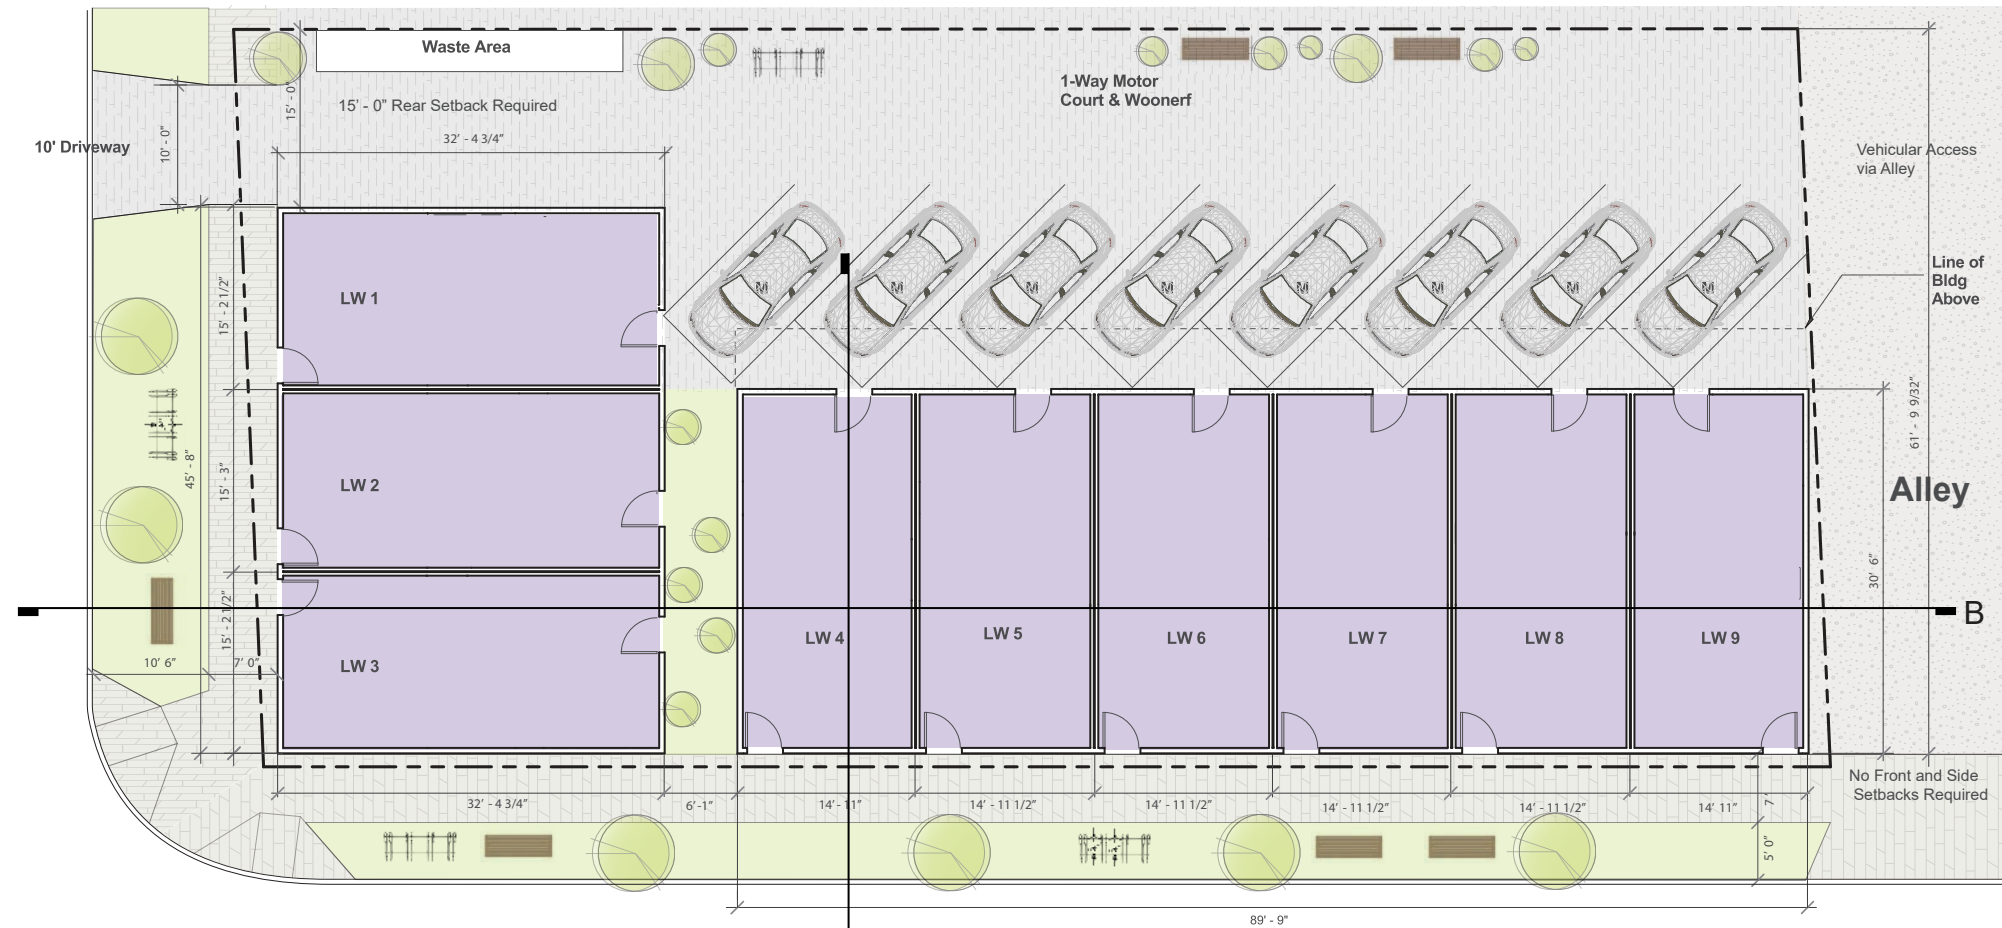 Waste Area
15' - 0" Rear Setback Required
15' - 0"
32' - 4 3/4"
1-Way Motor
Court & Woonerf
10' Driveway
10' - 0"
Vehicular Access
via Alley
Line of
Bldg
Above
LW 1
15' - 2 1/2"
LW 2
45' - 8"
15' - 3"
LW 3
15' - 2 1/2"
10' 6"
7' 0"
LW 4
LW 5
LW 6
LW 7
LW 8
LW 9
61' - 9 9/32"
Alley
30' 6"
B
No Front and Side
Setbacks Required
32' - 4 3/4"
6' -1"
14' - 11"
14' - 11 1/2"
14' - 11 1/2"
14' - 11 1/2"
14' - 11 1/2"
14' 11"
7'
5' 0"
89' - 9"